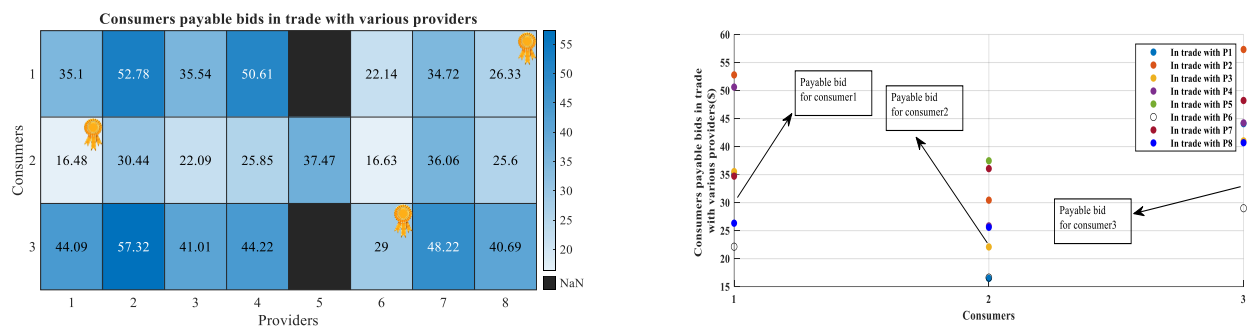 Consumers payable bids in trade with various providers
Consumers
1
35.1 52.78 35.54 50.61 22.14 34.72 26.33
2
16.48 30.44 22.09 25.85 37.47 16.63 36.06 25.6
3
44.09 57.32 41.01 44.22 29 48.22 40.69
1 2 3 4 5 6 7 8
Providers
55
50
45
40
35
30
25
20
NaN
Consumers payable bids in trade
with various providers($)
60
55
50
45
40
35
30
25
20
15
1 2 3
Consumers
Payable bid
for consumer1
Payable bid
for consumer2
Payable bid
for consumer3
In trade with P1
In trade with P2
In trade with P3
In trade with P4
In trade with P5
In trade with P6
In trade with P7
In trade with P8